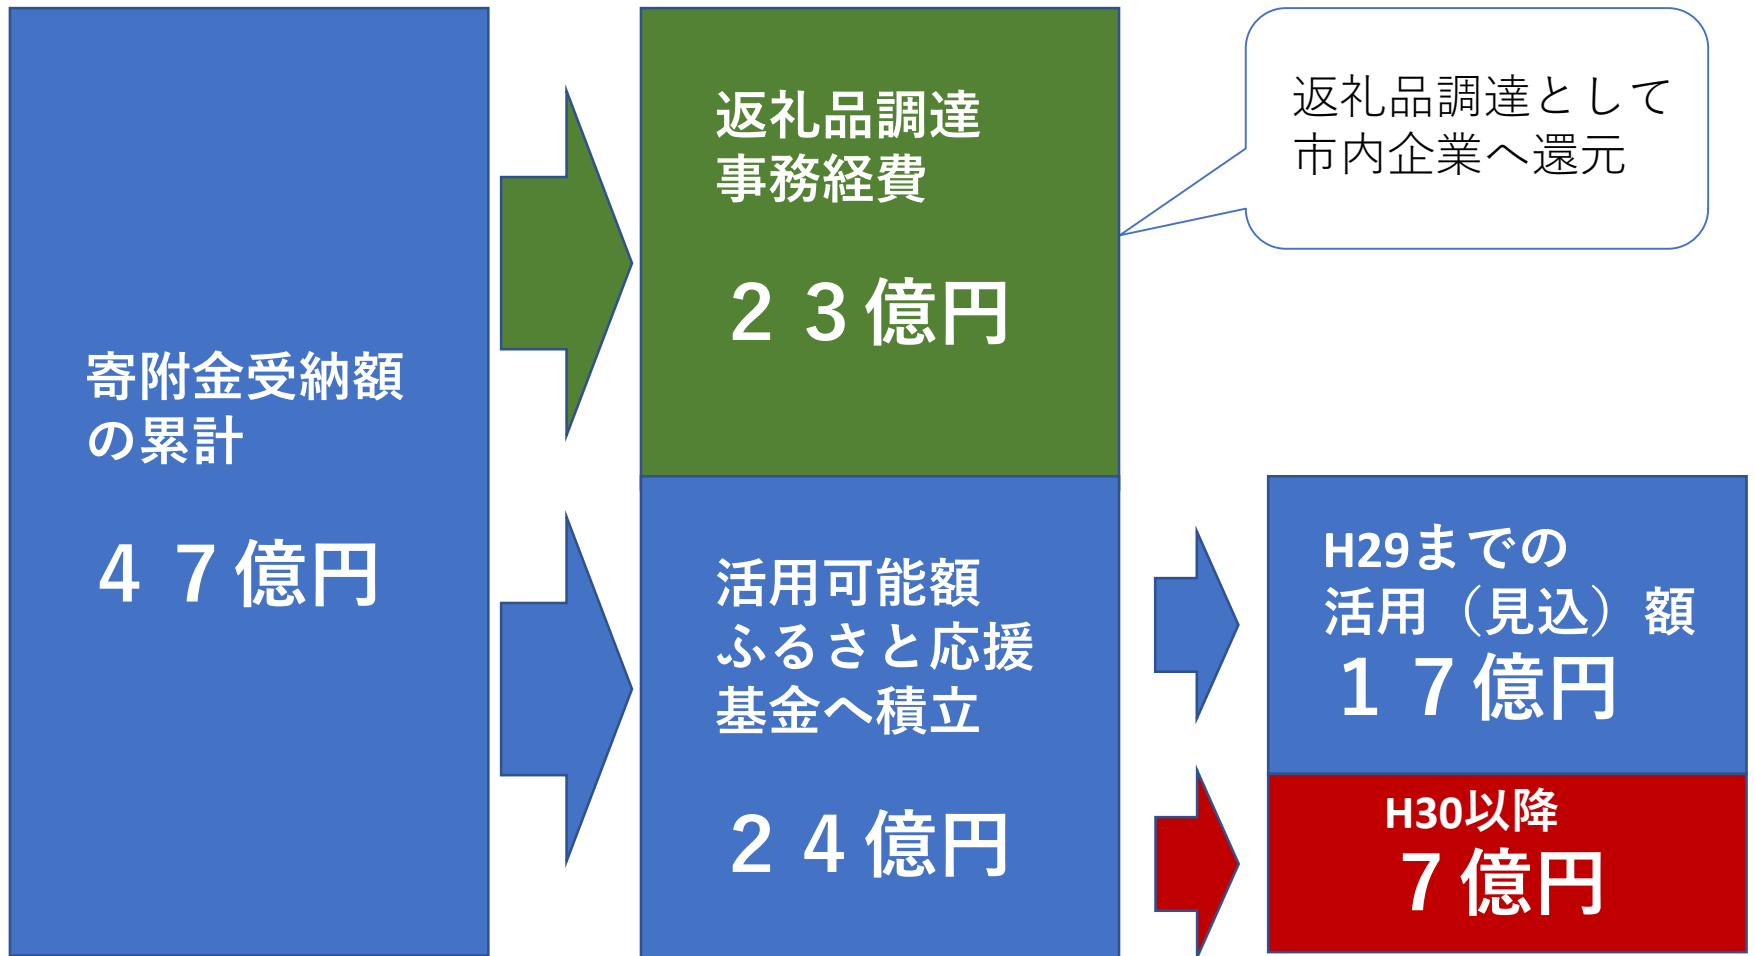 寄附金受納額
の累計
４７億円
返礼品調達
事務経費
２３億円
返礼品調達として
市内企業へ還元
活用可能額
ふるさと応援
基金へ積立
２４億円
H29までの
活用（見込）額
１７億円
H30以降
７億円